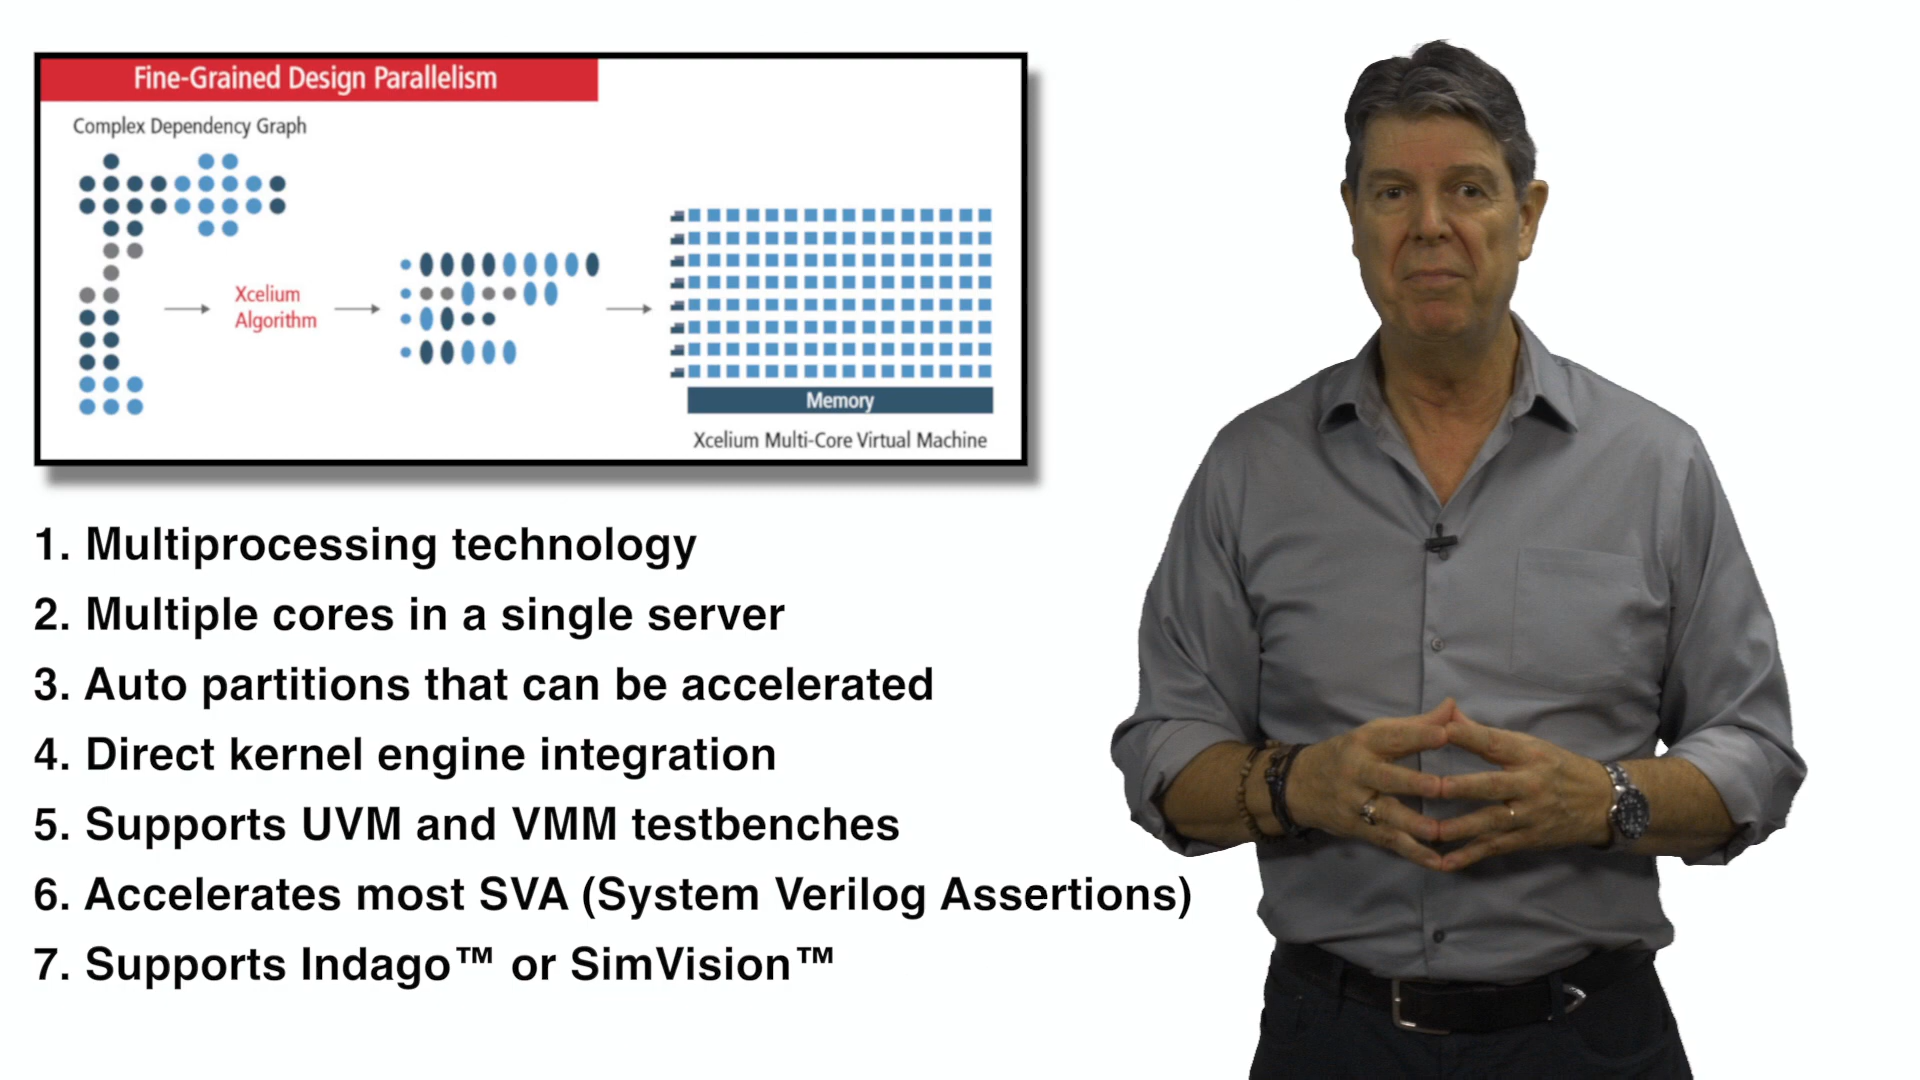 Fine-Grained Design Parallelism
Complex Dependency Graph
Xcelium
Algorithm
Memory
Xcelium Multi-Core Virtual Machine
1. Multiprocessing technology
2. Multiple cores in a single server
3. Auto partitions that can be accelerated
4. Direct kernel engine integration
5. Supports UVM and VMM testbenches
6. Accelerates most SVA (System Verilog Assertions)
7. Supports Indago™ or SimVision™